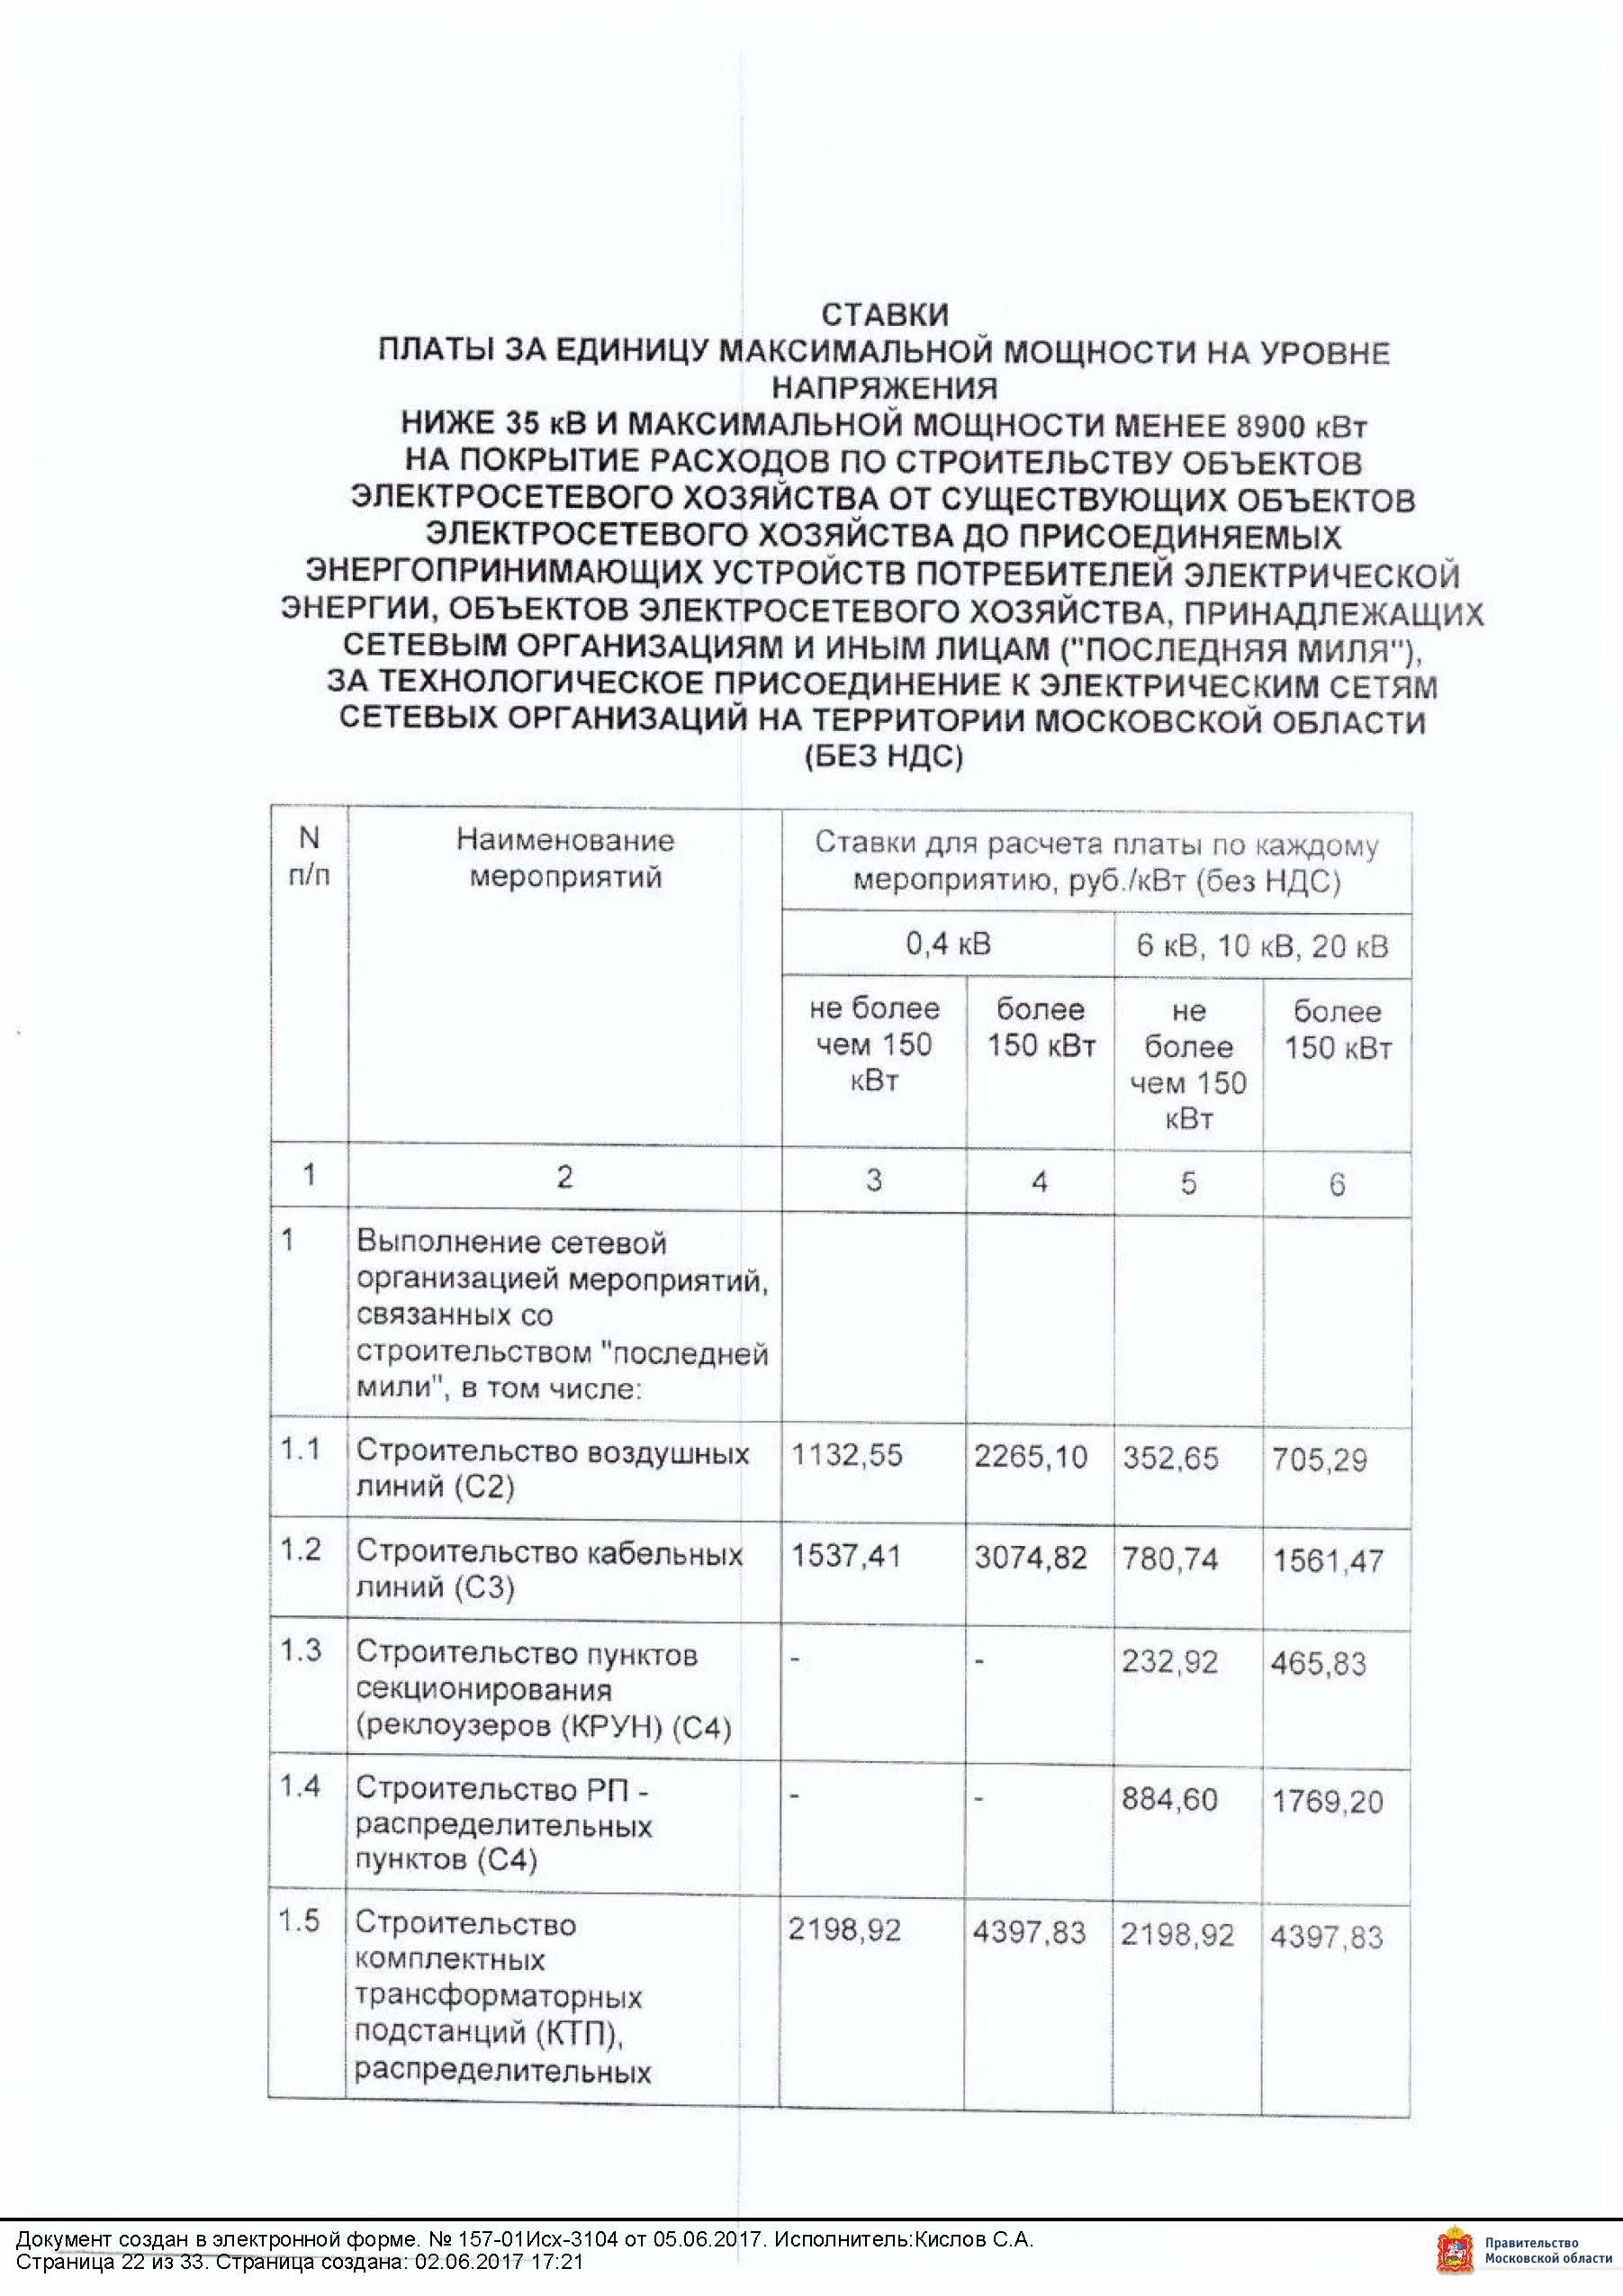 СТАВКИ
ПЛАТЫ ЗА ЕДИНИЦУ МАКСИМАЛЬНОЙ МОЩНОСТИ НА УРОВНЕ
НАПРЯЖЕНИЯ
НИЖЕ 35 кВ И МАКСИМАЛЬНОЙ МОЩНОСТИ МЕНЕЕ 8900 кВт
НА ПОКРЫТИЕ РАСХОДОВ ПО СТРОИТЕЛЬСТВУ ОБЪЕКТОВ
ЭЛЕКТРОСЕТЕВОГО ХОЗЯЙСТВА ОТ СУЩЕСТВУЮЩИХ ОБЪЕКТОВ
ЭЛЕКТРОСЕТЕВОГО ХОЗЯЙСТВА ДО ПРИСОЕДИНЯЕМЫХ
ЭНЕРГОПРИНИМАЮЩИХ УСТРОЙСТВ ПОТРЕБИТЕЛЕЙ ЭЛЕКТРИЧЕСКОЙ
ЭНЕРГИИ, ОБЪЕКТОВ ЭЛЕКТРОСЕТЕВОГО ХОЗЯЙСТВА, ПРИНАДЛЕЖАЩИХ
СЕТЕВЫМ ОРГАНИЗАЦИЯМ И ИНЫМ ЛИЦАМ ("ПОСЛЕДНЯЯ МИЛЯ"),
ЗА ТЕХНОЛОГИЧЕСКОЕ ПРИСОЕДИНЕНИЕ К ЭЛЕКТРИЧЕСКИМ СЕТЯМ
СЕТЕВЫХ ОРГАНИЗАЦИЙ НА ТЕРРИТОРИИ МОСКОВСКОЙ ОБЛАСТИ
(БЕЗ НДС)
N Наименование Ставки для расчета платы по каждому
п/п мероприятий мероприятию, руб./кВт (без НДС)
0,4 кВ 6 кВ, 10 кВ, 20 кВ
не более более не более
чем 150 150 кВт более 150 кВт
кВт чем 150
кВт
1 2 3 4 5 6
1 Выполнение сетевой
организацией мероприятий,
связанных со
строительством "последней
мили", в том числе:
1.1 Строительство воздушных 1132,55 2265,10 352,65 705,29
линий (С2)
1.2 Строительство кабельных 1537,41 3074,82 780,74 1561,47
линий (С3)
1.3 Строительство пунктов - - 232,92 465,83
секционирования
(реклоузеров (КРУН) (С4)
1.4 Строительство РП - - - 884,60 1769,20
распределительных
пунктов (С4)
1.5 Строительство 2198,92 4397,83 2198,92 4397,83
комплектных
трансформаторных
подстанций (КТП),
распределительных
Документ создан в электронной форме. № 157-01Исх-3104 от 05.06.2017. Исполнитель:Кислов С.А.
Страница 22 из 33. Страница создана: 02.06.2017 17:21
Правительство
Московской области